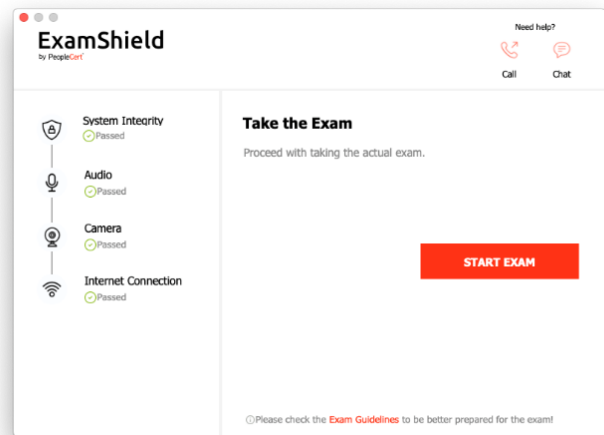 ExamShield
by PeopleCert
Need help?
Call
Chat
System Integrity
Passed
Audio
Passed
Camera
Passed
Internet Connection
Passed
Take the Exam
Proceed with taking the actual exam.
START EXAM
Please check the Exam Guidelines to be better prepared for the exam!